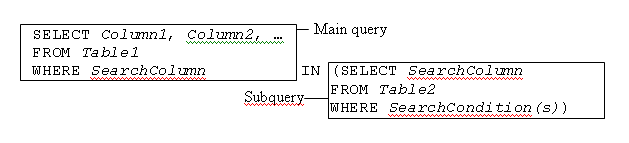 SELECT Column1, Column2, … Main query
FROM Table1
WHERE SearchColumn IN (SELECT SearchColumn
Subquery FROM Table2
WHERE SearchCondition(s))